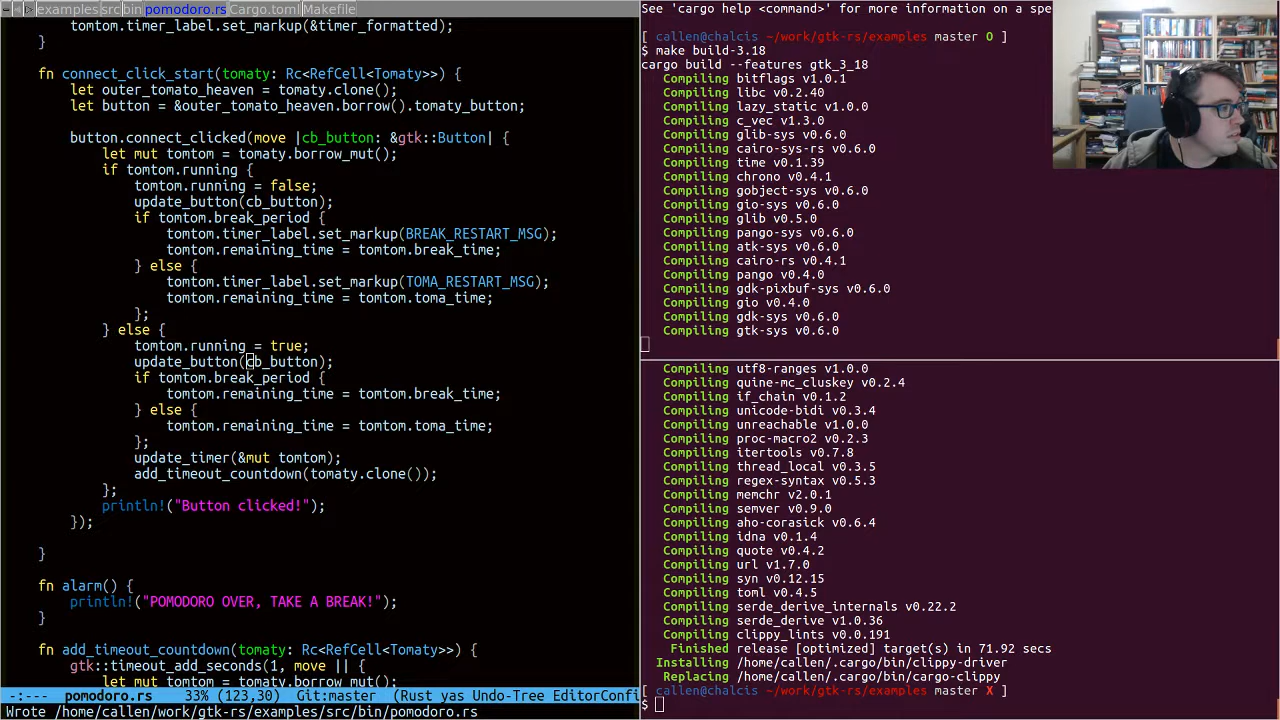 examples src bin pomodoro.rs Cargo.toml Makefile
tomtom.timer_label.set_markup(&timer_formatted);
}
fn connect_click_start(tomaty: Rc<RefCell<Tomaty>>) {
let outer_tomato_heaven = tomaty.clone();
let button = &outer_tomato_heaven.borrow().tomaty_button;
button.connect_clicked(move |cb_button: &gtk::Button| {
let mut tomtom = tomaty.borrow_mut();
if tomtom.running {
tomtom.running = false;
update_button(cb_button);
if tomtom.break_period {
tomtom.timer_label.set_markup(BREAK_RESTART_MSG);
tomtom.remaining_time = tomtom.break_time;
} else {
tomtom.timer_label.set_markup(TOMA_RESTART_MSG);
tomtom.remaining_time = tomtom.toma_time;
};
} else {
tomtom.running = true;
update_button(cb_button);
if tomtom.break_period {
tomtom.remaining_time = tomtom.break_time;
} else {
tomtom.remaining_time = tomtom.toma_time;
};
update_timer(&mut tomtom);
add_timeout_countdown(tomaty.clone());
};
println!("Button clicked!");
});
}
fn alarm() {
println!("POMODORO OVER, TAKE A BREAK!");
}
fn add_timeout_countdown(tomaty: Rc<RefCell<Tomaty>>) {
gtk::timeout_add_seconds(1, move || {
let mut tomtom = tomaty.borrow_mut();
-:--- pomodoro.rs 33% (123,30) Git:master (Rust yas Undo-Tree EditorConfi
Wrote /home/callen/work/gtk-rs/examples/src/bin/pomodoro.rs
See 'cargo help <command>' for more information on a spe
[ callen@chalcis ~/work/gtk-rs/examples master O ]
$ make build-3.18
cargo build --features gtk_3_18
Compiling bitflags v1.0.1
Compiling libc v0.2.40
Compiling lazy_static v1.0.0
Compiling c_vec v1.3.0
Compiling glib-sys v0.6.0
Compiling cairo-sys-rs v0.6.0
Compiling time v0.1.39
Compiling chrono v0.4.1
Compiling gobject-sys v0.6.0
Compiling gio-sys v0.6.0
Compiling glib v0.5.0
Compiling pango-sys v0.6.0
Compiling atk-sys v0.6.0
Compiling cairo-rs v0.4.1
Compiling pango v0.4.0
Compiling gdk-pixbuf-sys v0.6.0
Compiling gio v0.4.0
Compiling gdk-sys v0.6.0
Compiling gtk-sys v0.6.0
Compiling utf8-ranges v1.0.0
Compiling quine-mc_cluskey v0.2.4
Compiling if_chain v0.1.2
Compiling unicode-bidi v0.3.4
Compiling unreachable v1.0.0
Compiling proc-macro2 v0.2.3
Compiling itertools v0.7.8
Compiling thread_local v0.3.5
Compiling regex-syntax v0.5.3
Compiling memchr v2.0.1
Compiling semver v0.9.0
Compiling aho-corasick v0.6.4
Compiling idna v0.1.4
Compiling quote v0.4.2
Compiling url v1.7.0
Compiling syn v0.12.15
Compiling toml v0.4.5
Compiling serde_derive_internals v0.22.2
Compiling serde_derive v1.0.36
Compiling clippy_lints v0.0.191
Finished release [optimized] target(s) in 71.92 secs
Installing /home/callen/.cargo/bin/clippy-driver
Replacing /home/callen/.cargo/bin/cargo-clippy
[ callen@chalcis ~/work/gtk-rs/examples master X ]
$